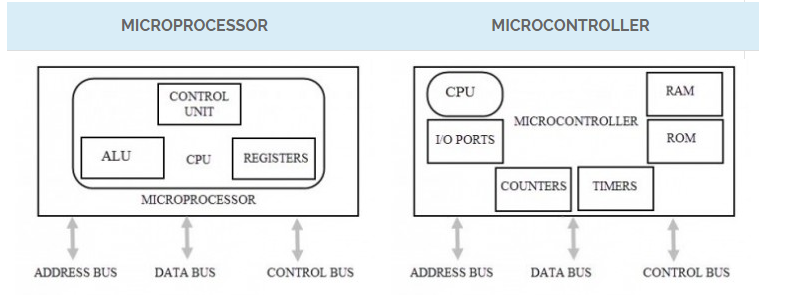 MICROPROCESSOR
MICROCONTROLLER
CONTROL
UNIT
ALU
CPU
REGISTERS
MICROPROCESSOR
ADDRESS BUS
DATA BUS
CONTROL BUS
CPU
RAM
MICROCONTROLLER
I/O PORTS
ROM
COUNTERS
TIMERS
ADDRESS BUS
DATA BUS
CONTROL BUS